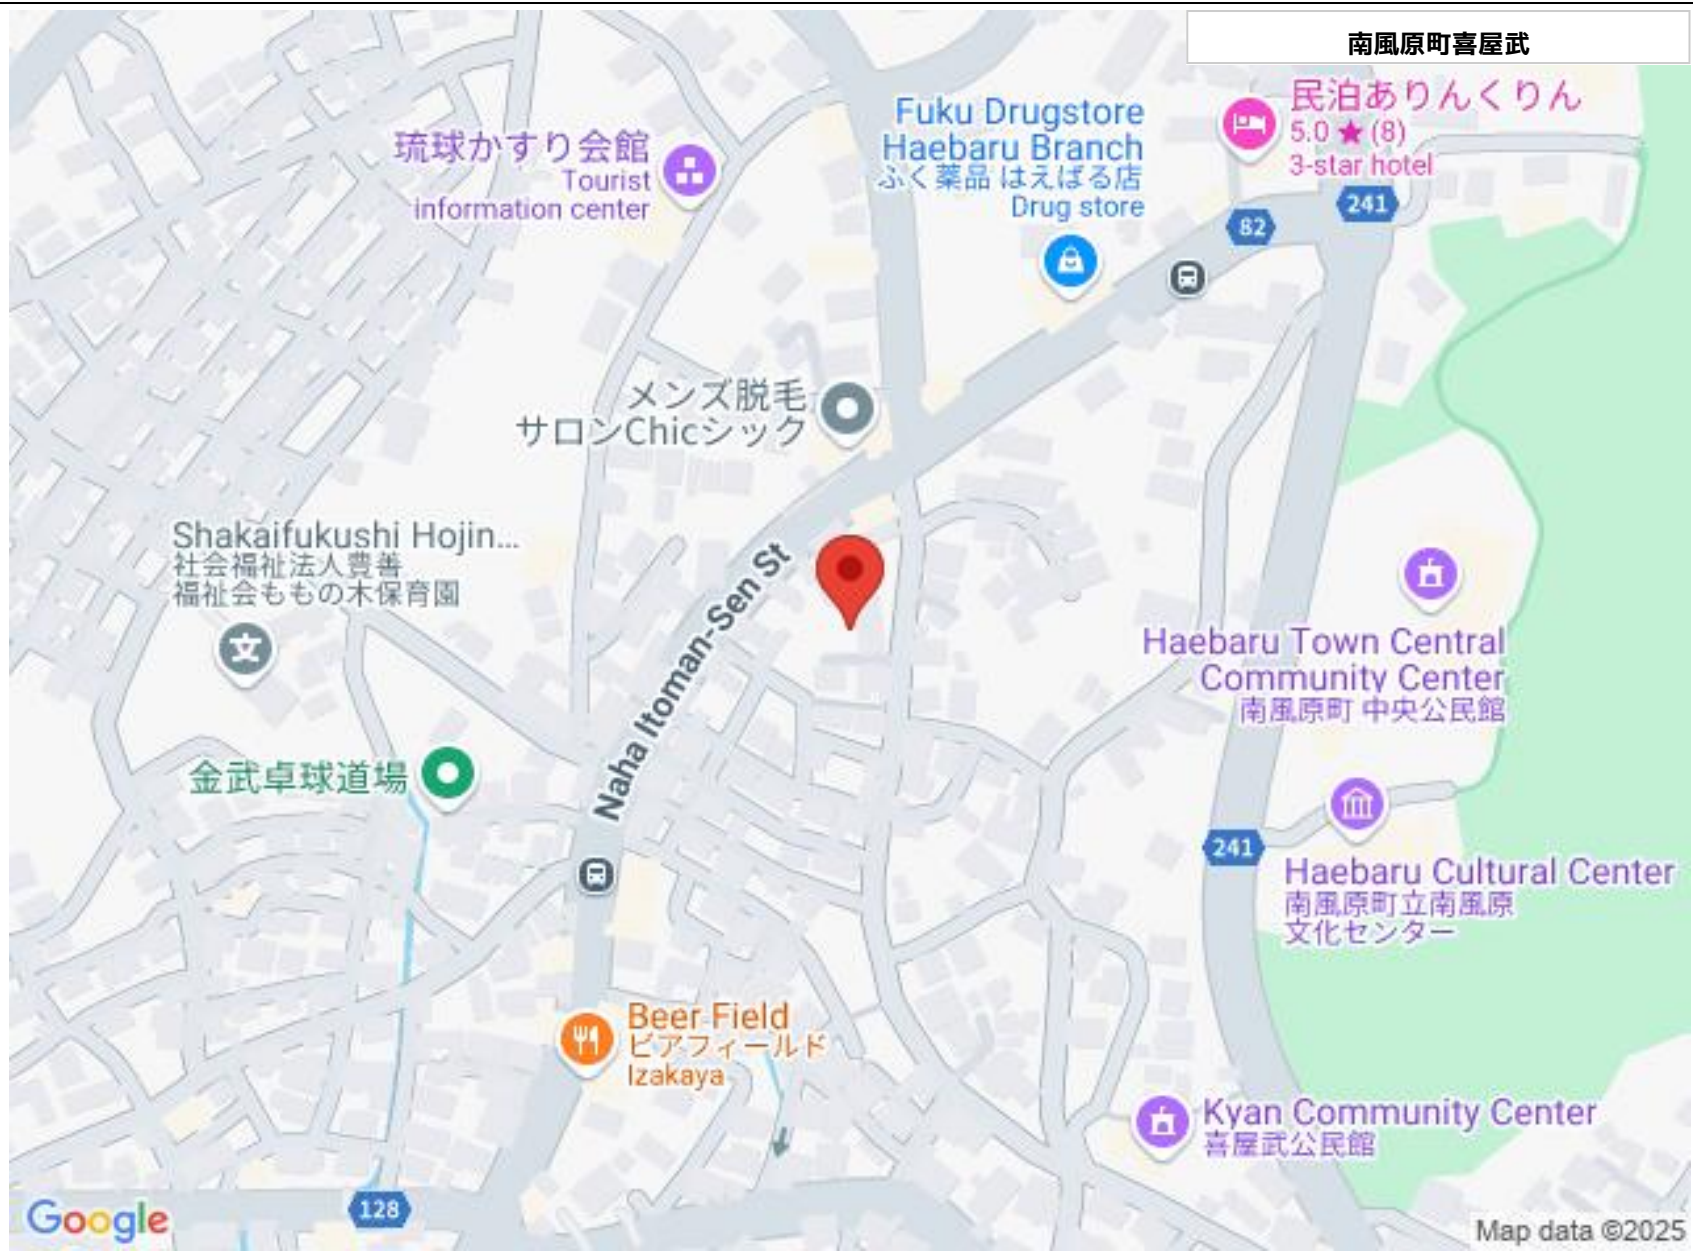 南風原町喜屋武
民泊ありんくりん
5.0 ★ (8)
3-star hotel
Fuku Drugstore
Haebaru Branch
ふく薬品 はえばる店
Drug store
琉球かすり会館
Tourist
information center
241
82
メンズ脱毛
サロンChicシック
Shakaifukushi Hojin...
社会福祉法人豊善
福祉会ももの木保育園
文
Naha Itoman-Sen St
Haebaru Town Central
Community Center
南風原町 中央公民館
金武卓球道場
241
Haebaru Cultural Center
南風原町立南風原
文化センター
Beer Field
ビアフィールド
Izakaya
Kyan Community Center
喜屋武公民館
128
Google
Map data ©2025